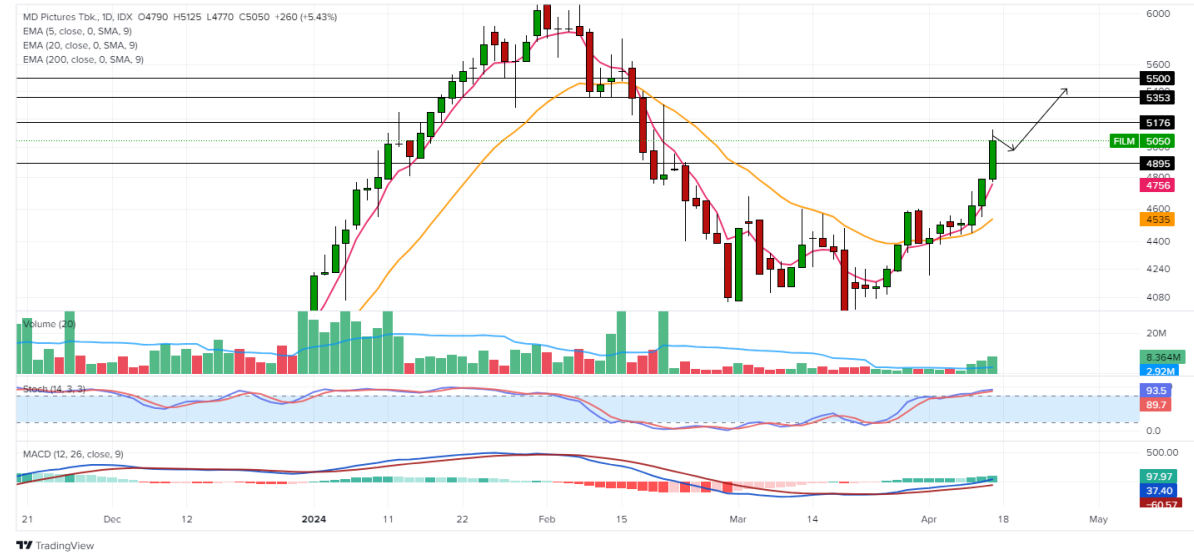 MD Pictures Tbk., 1D, IDX O4790 H5125 L4770 C5050 +260 (+5.43%)
EMA (5, close, 0, SMA, 9)
EMA (20, close, 0, SMA, 9)
EMA (200, close, 0, SMA, 9)
6000
5600
5500
5353
5176
FILM 5050
4895
4756
4600
4535
4400
4240
4080
Volume (20)
20M
8.364M
2.92M
Stoch (14, 3, 3)
93.5
89.7
0.0
MACD (12, 26, close, 9)
500.00
97.97
37.40
-60.57
21 Dec 12 2024 11 22 Feb 15 Mar 14 Apr 18 May
TradingView